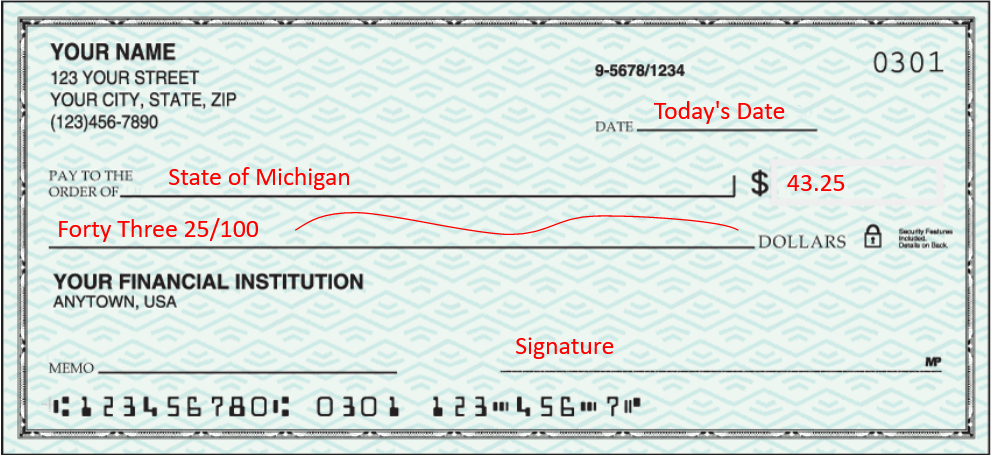 YOUR NAME
123 YOUR STREET
YOUR CITY, STATE, ZIP
(123)456-7890
9-5678/1234
0301
DATE Today's Date
PAY TO THE
ORDER OF State of Michigan $ 43.25
Forty Three 25/100 DOLLARS
Security Features
Included.
Details on Back.
YOUR FINANCIAL INSTITUTION
ANYTOWN, USA
Signature
MEMO
MP
⑆123456780⑆ 0301 123⑉456⑉7⑈